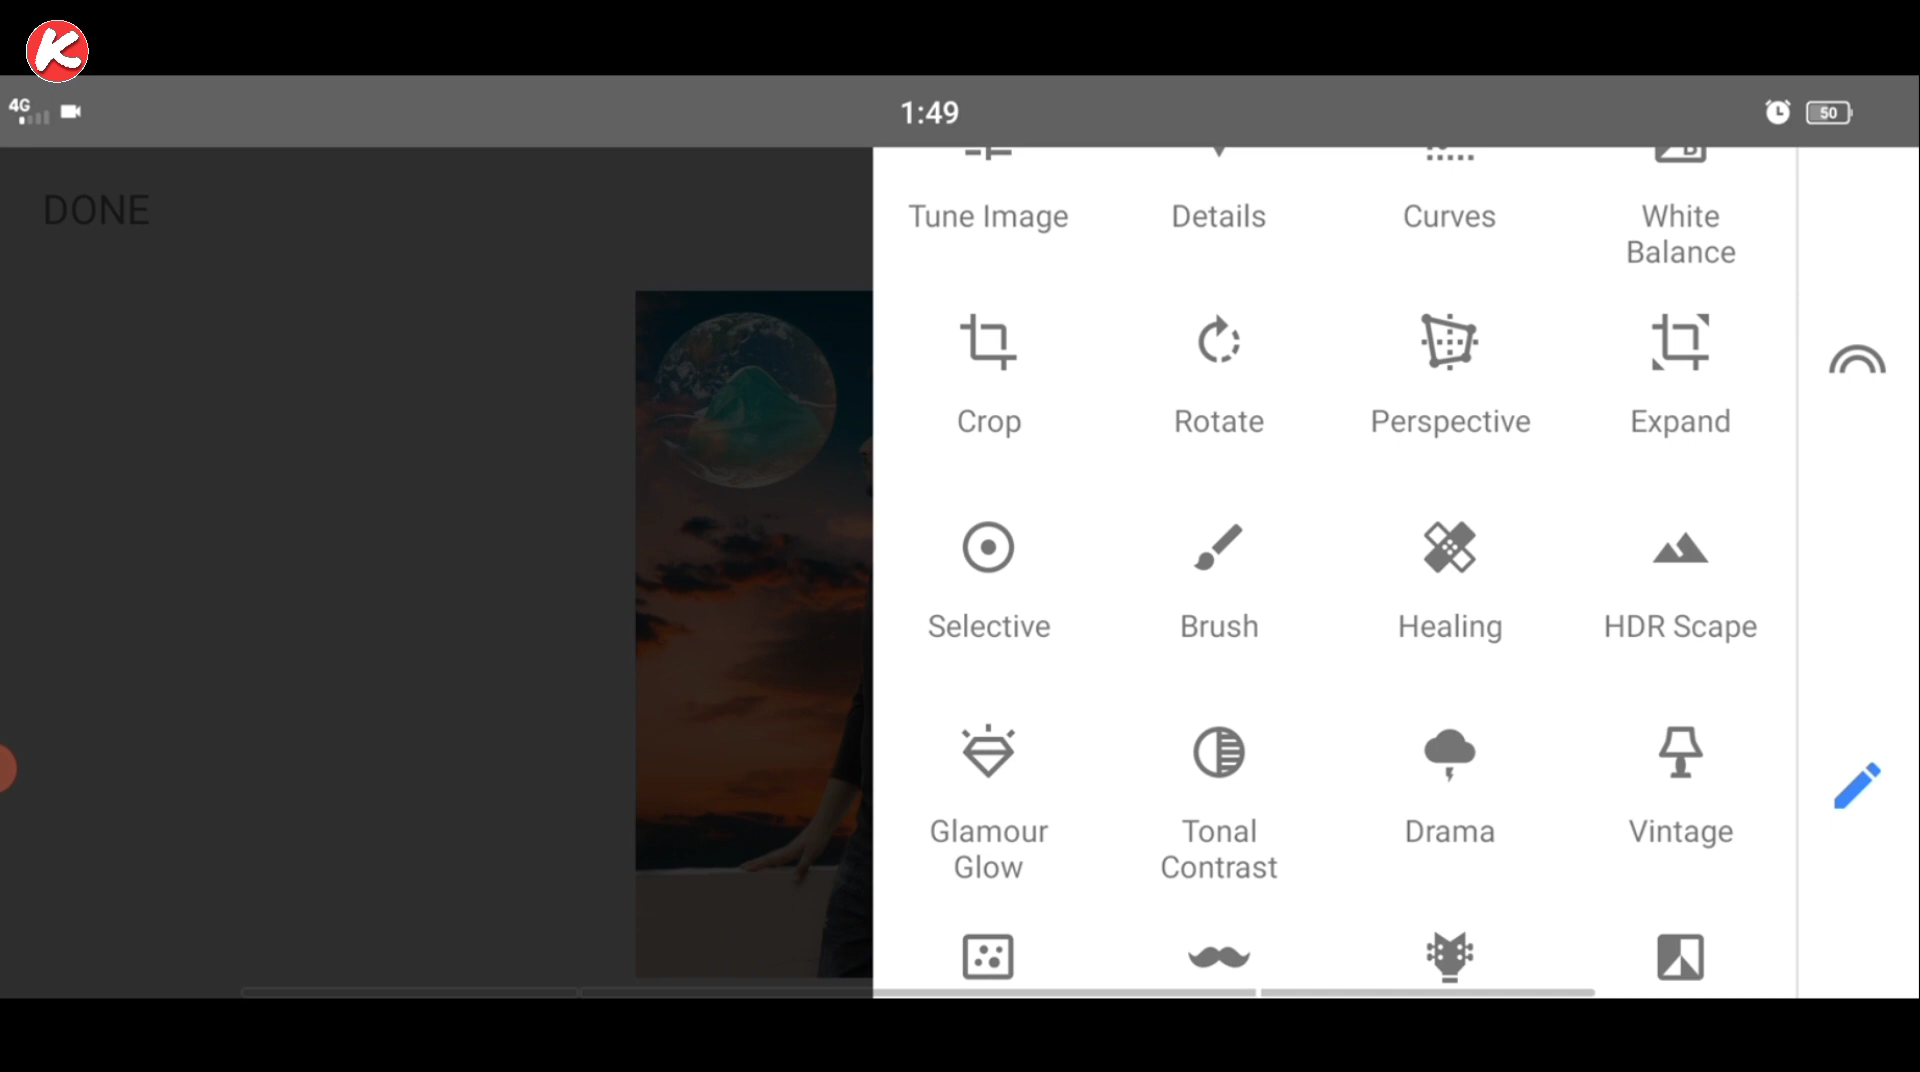 K
4G
1:49
50
DONE
Tune Image
Details
Curves
White
Balance
Crop
Rotate
Perspective
Expand
Selective
Brush
Healing
HDR Scape
Glamour
Glow
Tonal
Contrast
Drama
Vintage